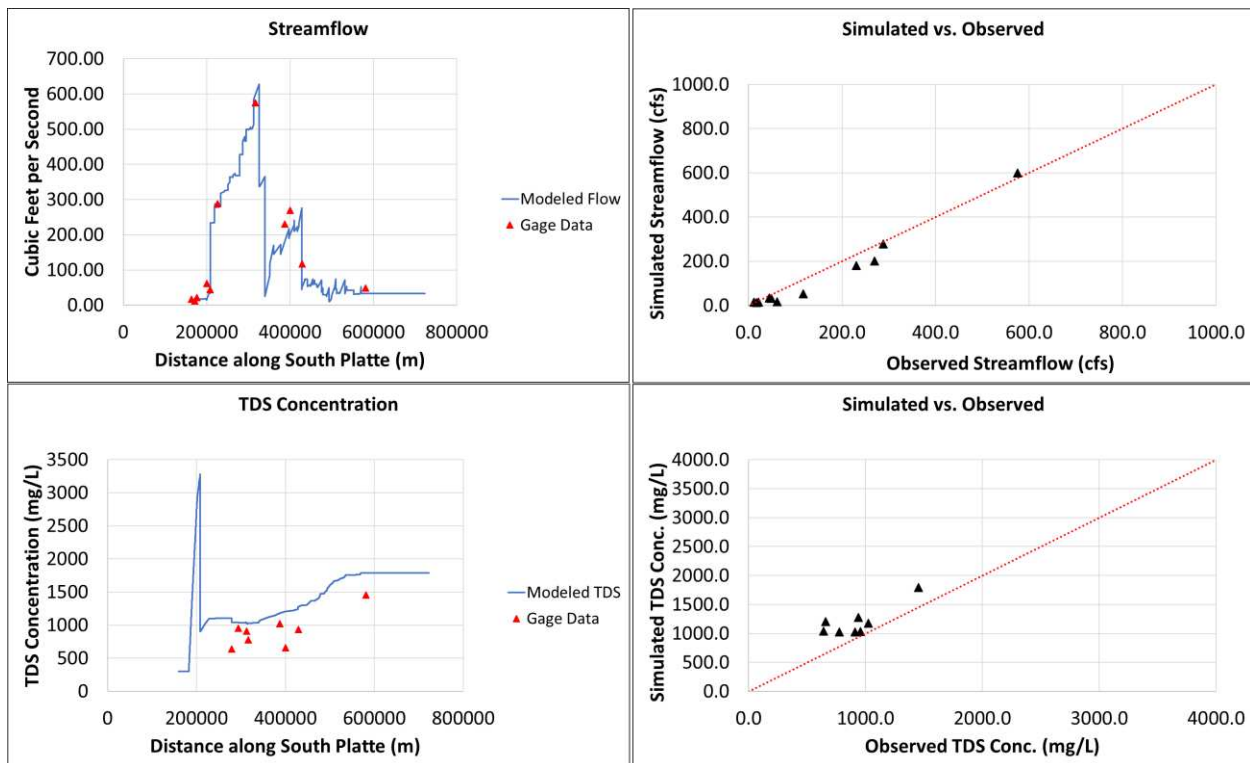 Streamflow
700.00
600.00
500.00
400.00
300.00
200.00
100.00
0.00
Cubic Feet per Second
0 200000 400000 600000 800000
Distance along South Platte (m)
Modeled Flow
Gage Data
Simulated vs. Observed
1000.0
800.0
600.0
400.0
200.0
0.0
Simulated Streamflow (cfs)
0.0 200.0 400.0 600.0 800.0 1000.0
Observed Streamflow (cfs)
TDS Concentration
3500
3000
2500
2000
1500
1000
500
0
TDS Concentration (mg/L)
0 200000 400000 600000 800000
Distance along South Platte (m)
Modeled TDS
Gage Data
Simulated vs. Observed
4000.0
3500.0
3000.0
2500.0
2000.0
1500.0
1000.0
500.0
0.0
Simulated TDS Conc. (mg/L)
0.0 1000.0 2000.0 3000.0 4000.0
Observed TDS Conc. (mg/L)